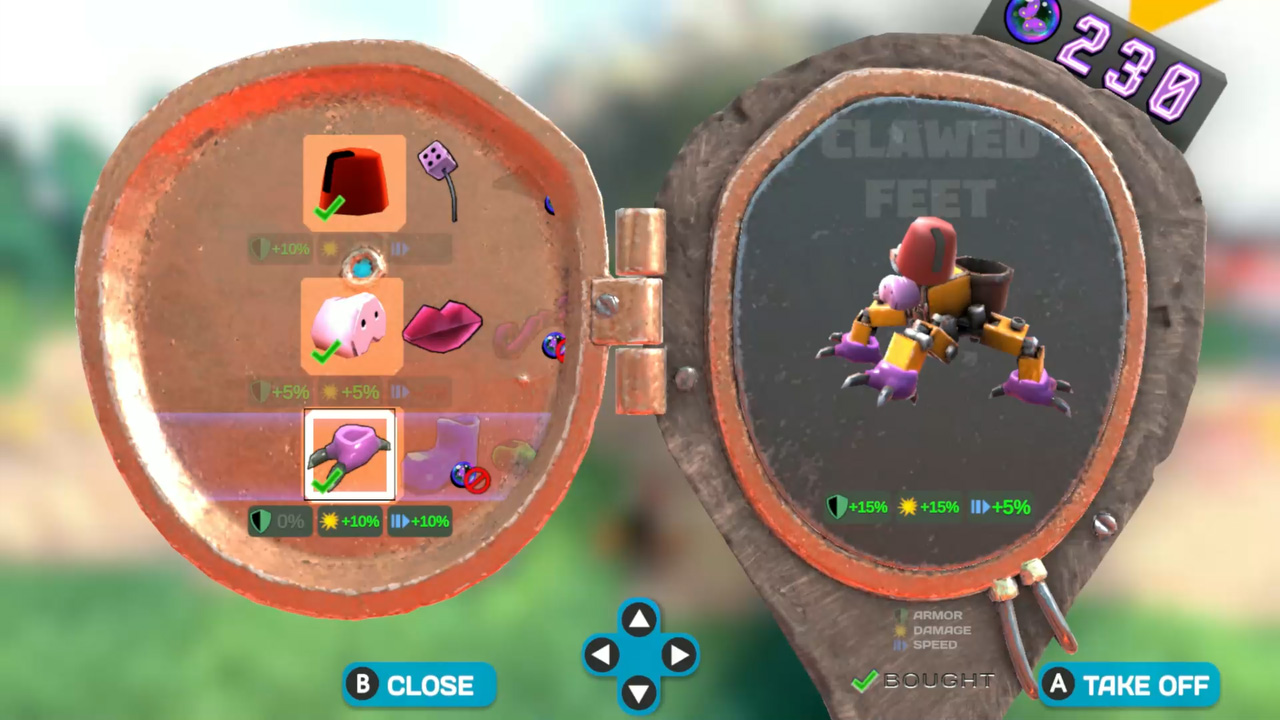 230
CLAWED
FEET
+10%
+5% +5%
0% +10% +10%
+15% +15% +5%
ARMOR
DAMAGE
SPEED
BOUGHT
B CLOSE
A TAKE OFF